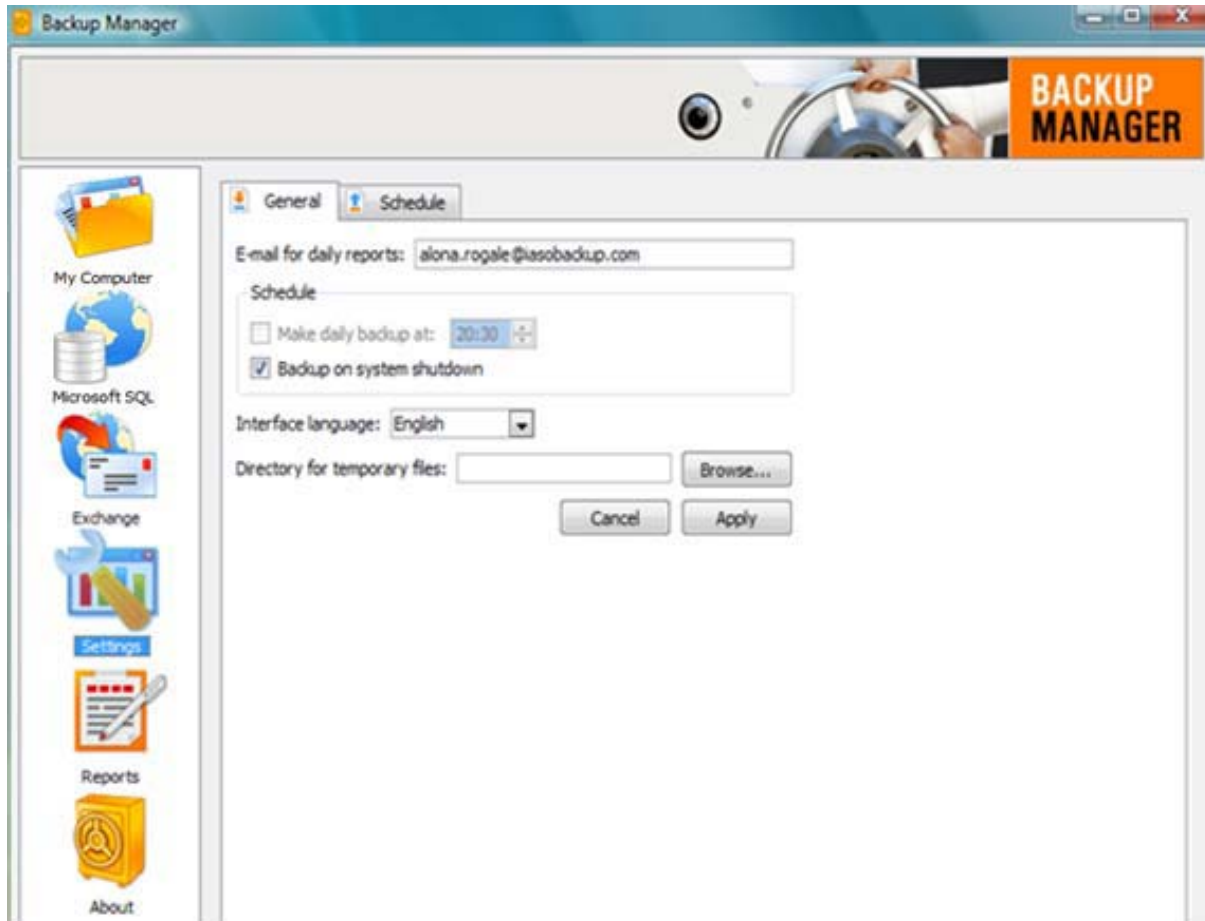 Backup Manager
BACKUP
MANAGER
My Computer
Microsoft SQL
Exchange
Settings
Reports
About
General
Schedule
E-mail for daily reports: alona.rogale@iasobackup.com
Schedule
Make daily backup at: 20:30
Backup on system shutdown
Interface language: English
Directory for temporary files: Browse...
Cancel Apply